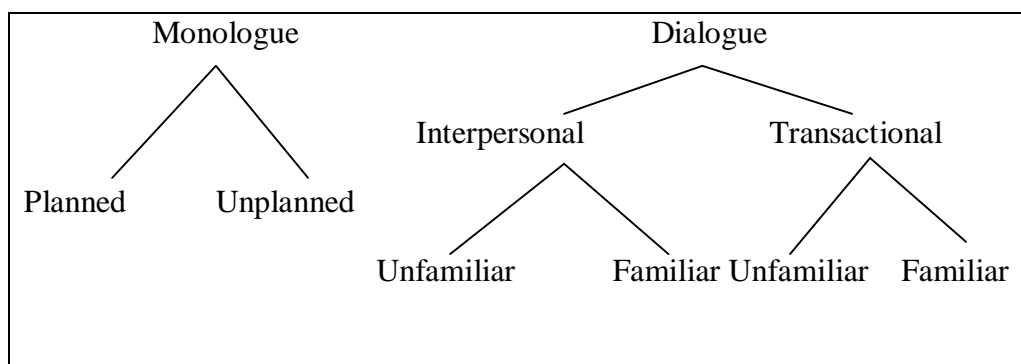 Monologue Dialogue
Interpersonal Transactional
Planned Unplanned
Unfamiliar Familiar Unfamiliar Familiar